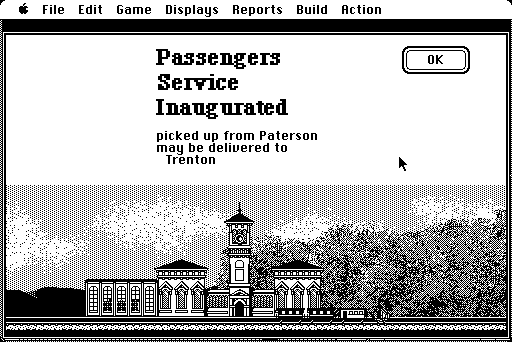 File Edit Game Displays Reports Build Action
Passengers
Service
Inaugurated
OK
picked up from Paterson
may be delivered to
Trenton